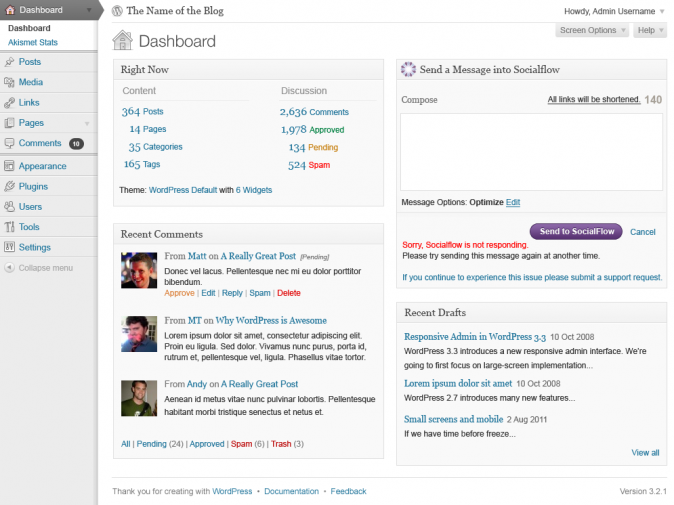 Dashboard
Dashboard
Akismet Stats
Posts
Media
Links
Pages
Comments 10
Appearance
Plugins
Users
Tools
Settings
Collapse menu
The Name of the Blog
Howdy, Admin Username
Screen Options
Help
Dashboard
Right Now
Content
364 Posts
14 Pages
35 Categories
165 Tags
Discussion
2,636 Comments
1,978 Approved
134 Pending
524 Spam
Theme: WordPress Default with 6 Widgets
Recent Comments
From Matt on A Really Great Post [Pending]
Donec vel lacus. Pellentesque nec mi eu dolor porttitor
bibendum.
Approve | Edit | Reply | Spam | Delete
From MT on Why WordPress is Awesome
Lorem ipsum dolor sit amet, consectetur adipiscing elit.
Proin eu ligula. Sed dolor. Vivamus nunc purus, porta id,
rutrum et, pellentesque vel, ligula. Phasellus vitae tortor.
From Andy on A Really Great Post
Aenean id metus vitae nunc pulvinar lobortis. Pellentesque
habitant morbi tristique senectus et netus et.
All | Pending (24) | Approved | Spam (6) | Trash (3)
Send a Message into Socialflow
Compose
All links will be shortened. 140
Message Options: Optimize Edit
Send to SocialFlow
Cancel
Sorry, Socialflow is not responding.
Please try sending this message again at another time.
If you continue to experience this issue please submit a support request.
Recent Drafts
Responsive Admin in WordPress 3.3 10 Oct 2008
WordPress 3.3 introduces a new responsive admin interface. We're
going to first focus on large-screen implementation...
Lorem ipsum dolor sit amet 10 Oct 2008
WordPress 2.7 introduces many new features...
Small screens and mobile 2 Aug 2011
If we have time before freeze...
View all
Thank you for creating with WordPress • Documentation • Feedback
Version 3.2.1